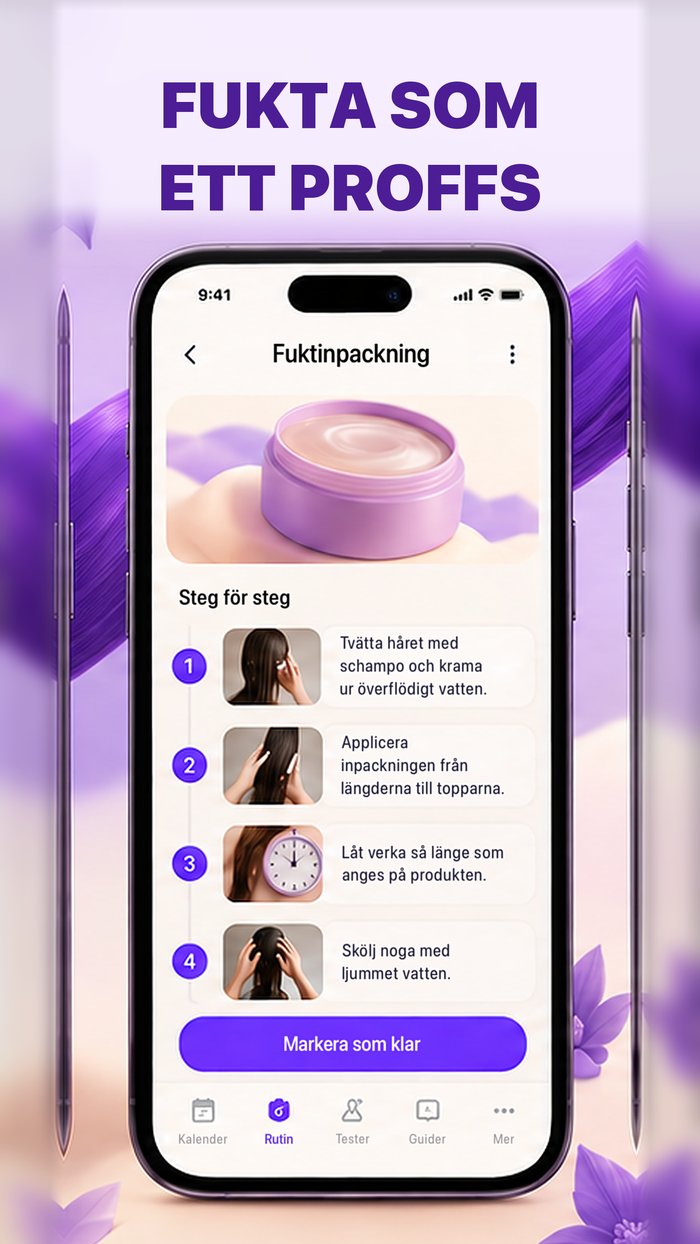 FUKTA SOM
ETT PROFFS
9:41
Fuktinpackning
Steg för steg
1
Tvätta håret med
schampo och krama
ur överflödigt vatten.
2
Applicera
inpackningen från
längderna till topparna.
3
Låt verka så länge som
anges på produkten.
4
Skölj noga med
ljummet vatten.
Markera som klar
Kalender
Rutin
Tester
Guider
Mer